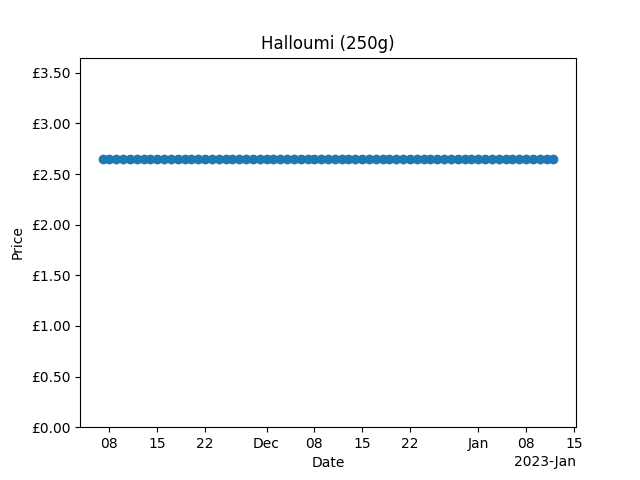 Halloumi (250g)
£3.50
£3.00
£2.50
£2.00
£1.50
£1.00
£0.50
£0.00
Price
08 15 22 Dec 08 15 22 Jan 08 15
Date
2023-Jan